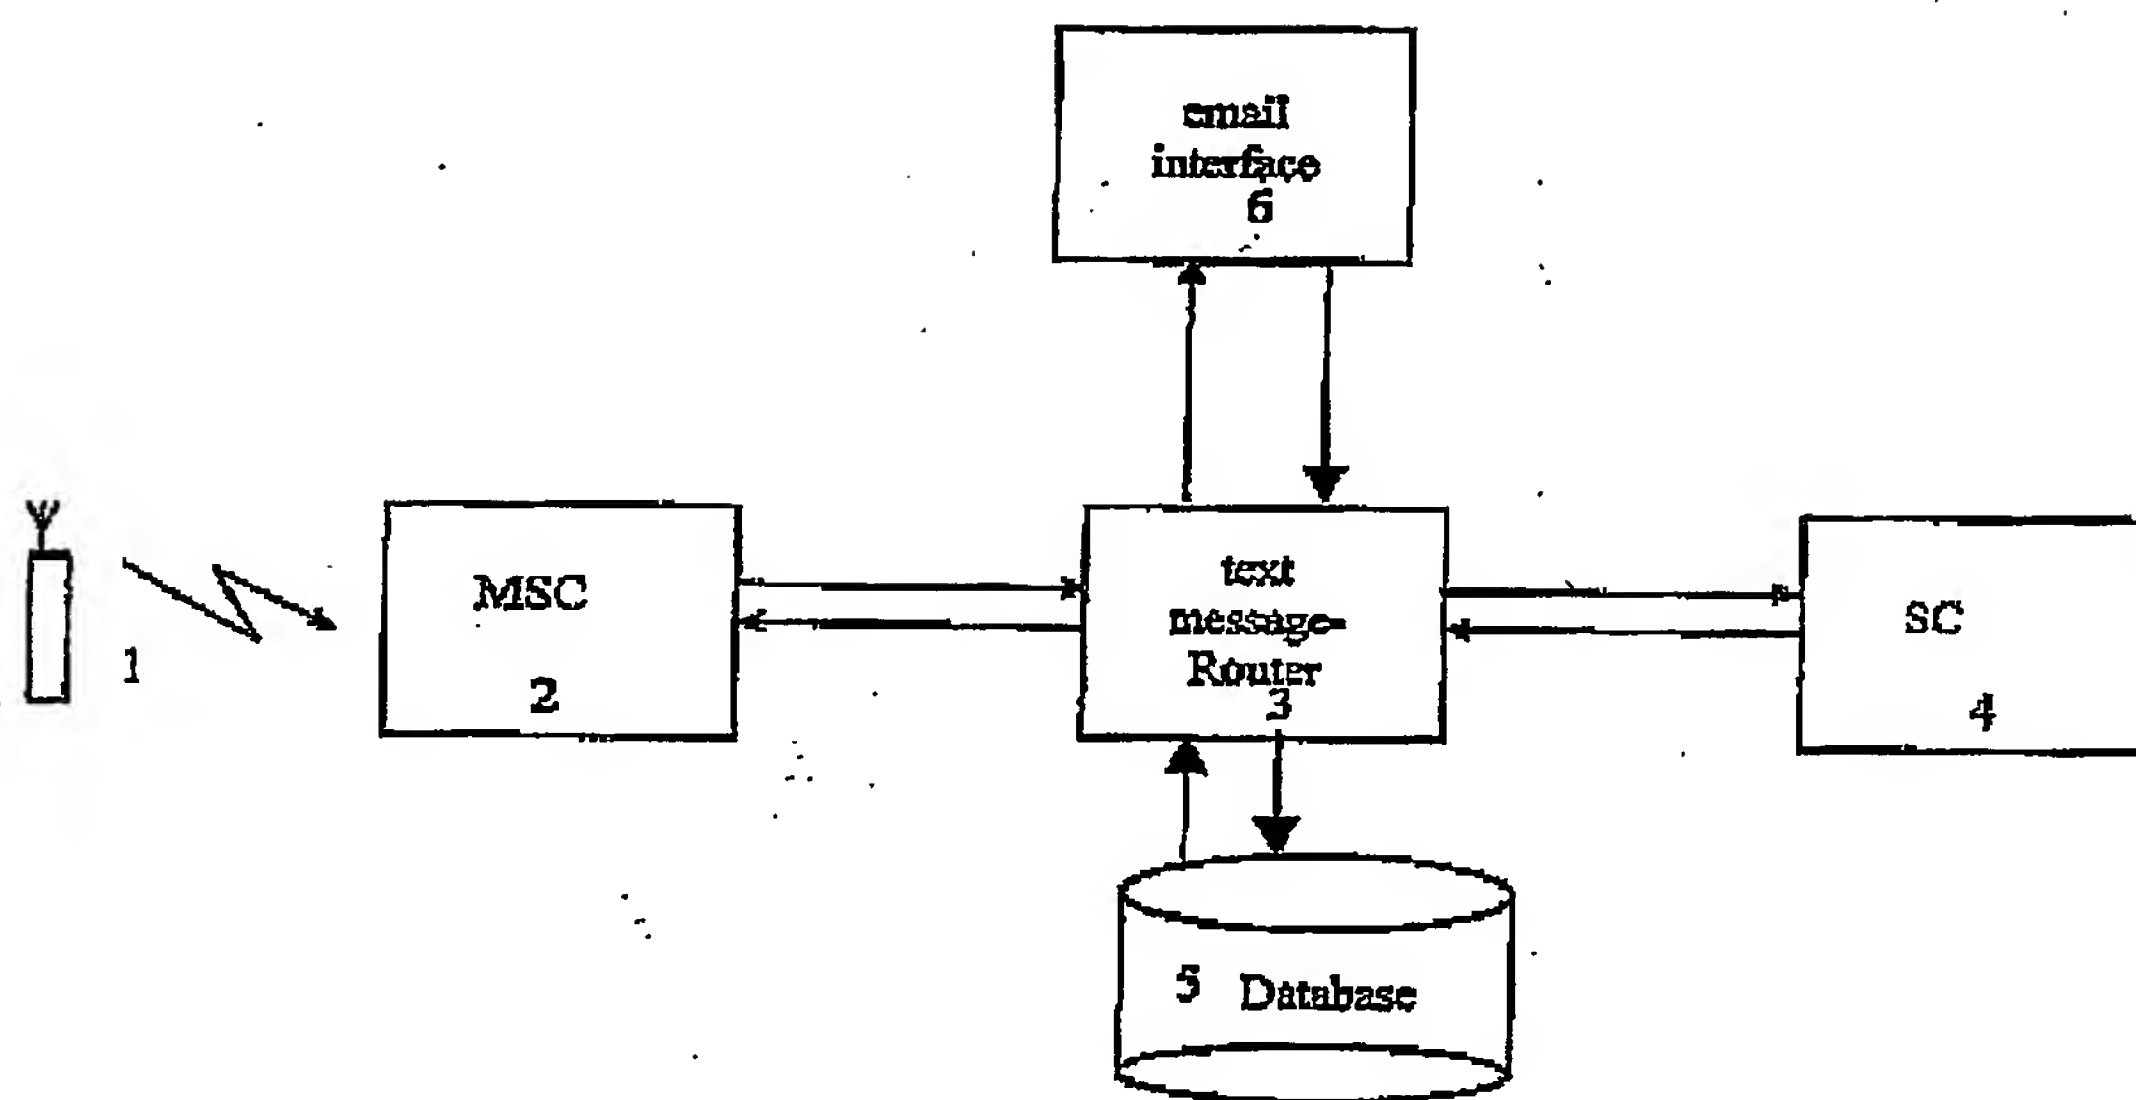 email
interface
6
1
MSC
2
text
message-
Router
3
SC
4
5 Database